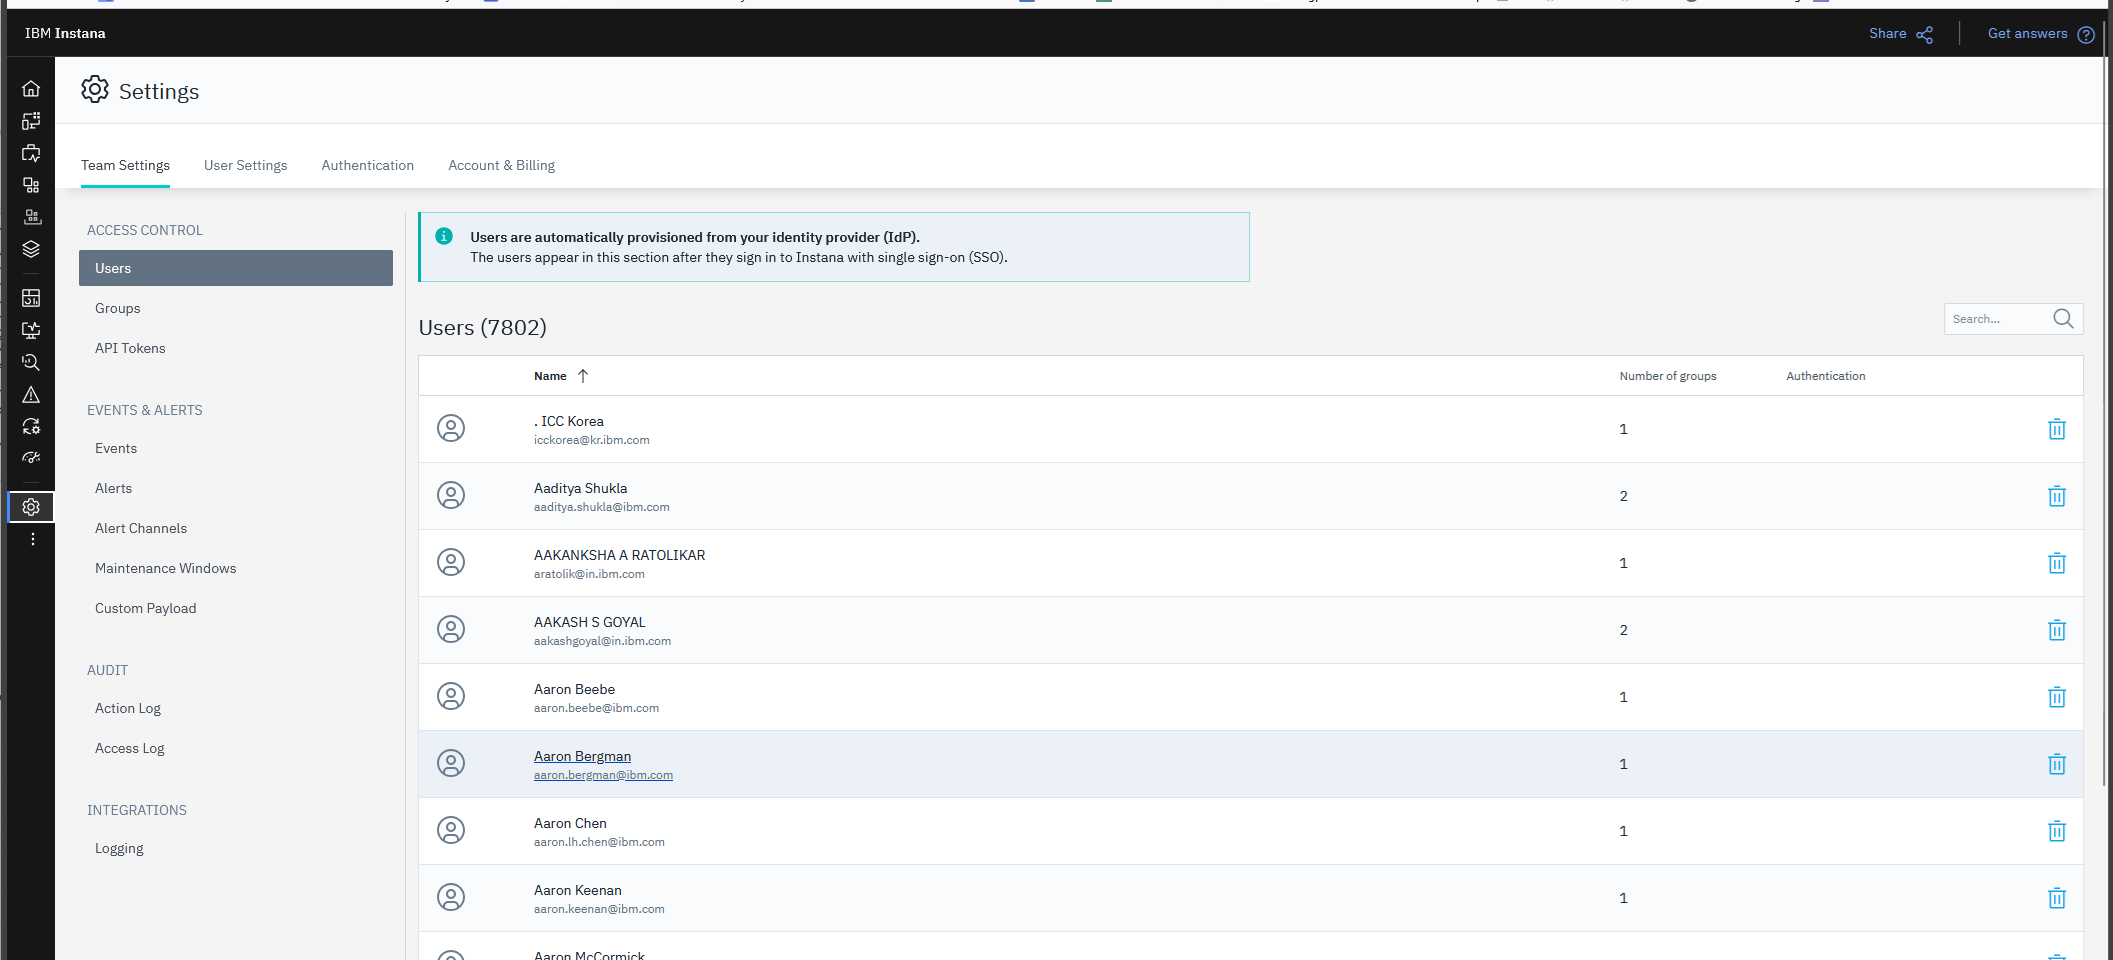 IBM Instana
Share
Get answers
Settings
Team Settings
User Settings
Authentication
Account & Billing
ACCESS CONTROL
Users
Groups
API Tokens
EVENTS & ALERTS
Events
Alerts
Alert Channels
Maintenance Windows
Custom Payload
AUDIT
Action Log
Access Log
INTEGRATIONS
Logging
Users are automatically provisioned from your identity provider (IdP).
The users appear in this section after they sign in to Instana with single sign-on (SSO).
Users (7802)
Search...
Name Number of groups Authentication
. ICC Korea
icckorea@kr.ibm.com
1
Aaditya Shukla
aaditya.shukla@ibm.com
2
AAKANKSHA A RATOLIKAR
aratolik@in.ibm.com
1
AAKASH S GOYAL
aakashgoyal@in.ibm.com
2
Aaron Beebe
aaron.beebe@ibm.com
1
Aaron Bergman
aaron.bergman@ibm.com
1
Aaron Chen
aaron.lh.chen@ibm.com
1
Aaron Keenan
aaron.keenan@ibm.com
1
Aaron McCormick